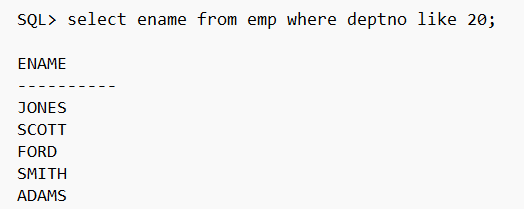 SQL> select ename from emp where deptno like 20;
ENAME
----------
JONES
SCOTT
FORD
SMITH
ADAMS